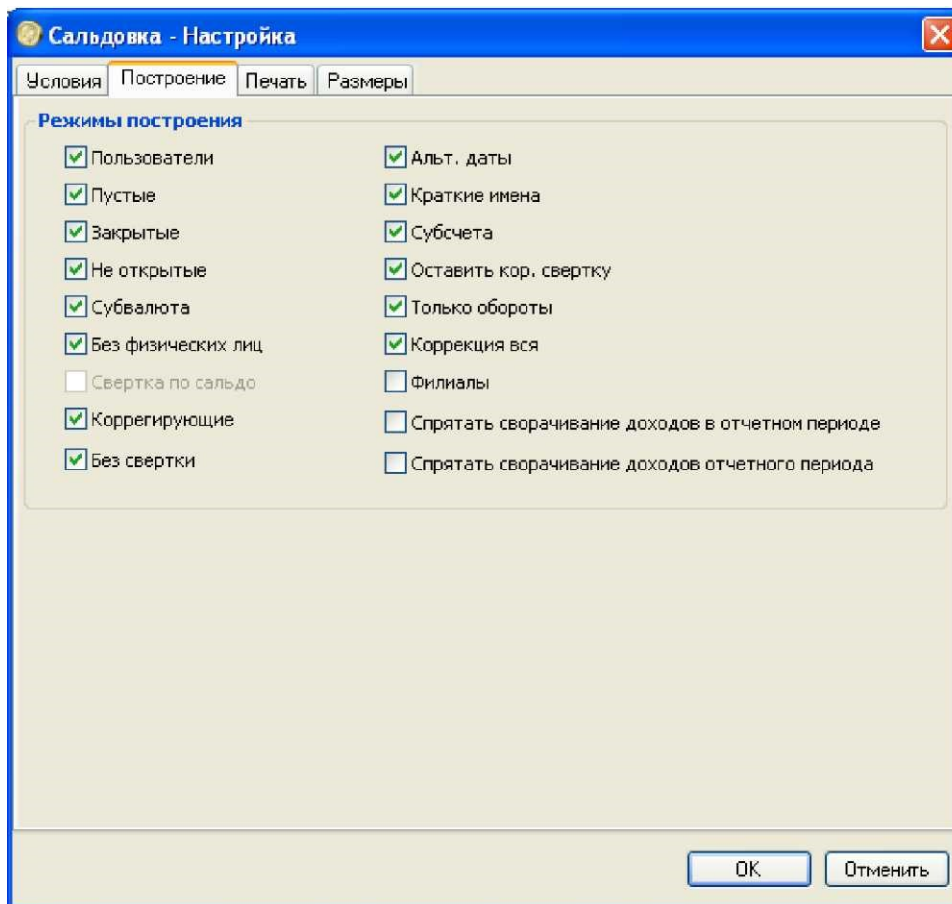 Сальдовка - Настройка
Условия Построение Печать Размеры
Режимы построения
Пользователи
Пустые
Закрытые
Не открытые
Субвалюта
Без физических лиц
Свертка по сальдо
Коррегирующие
Без свертки
Альт. даты
Краткие имена
Субсчета
Оставить кор. свертку
Только обороты
Коррекция вся
Филиалы
Спрятать сворачивание доходов в отчетном периоде
Спрятать сворачивание доходов отчетного периода
OK Отменить